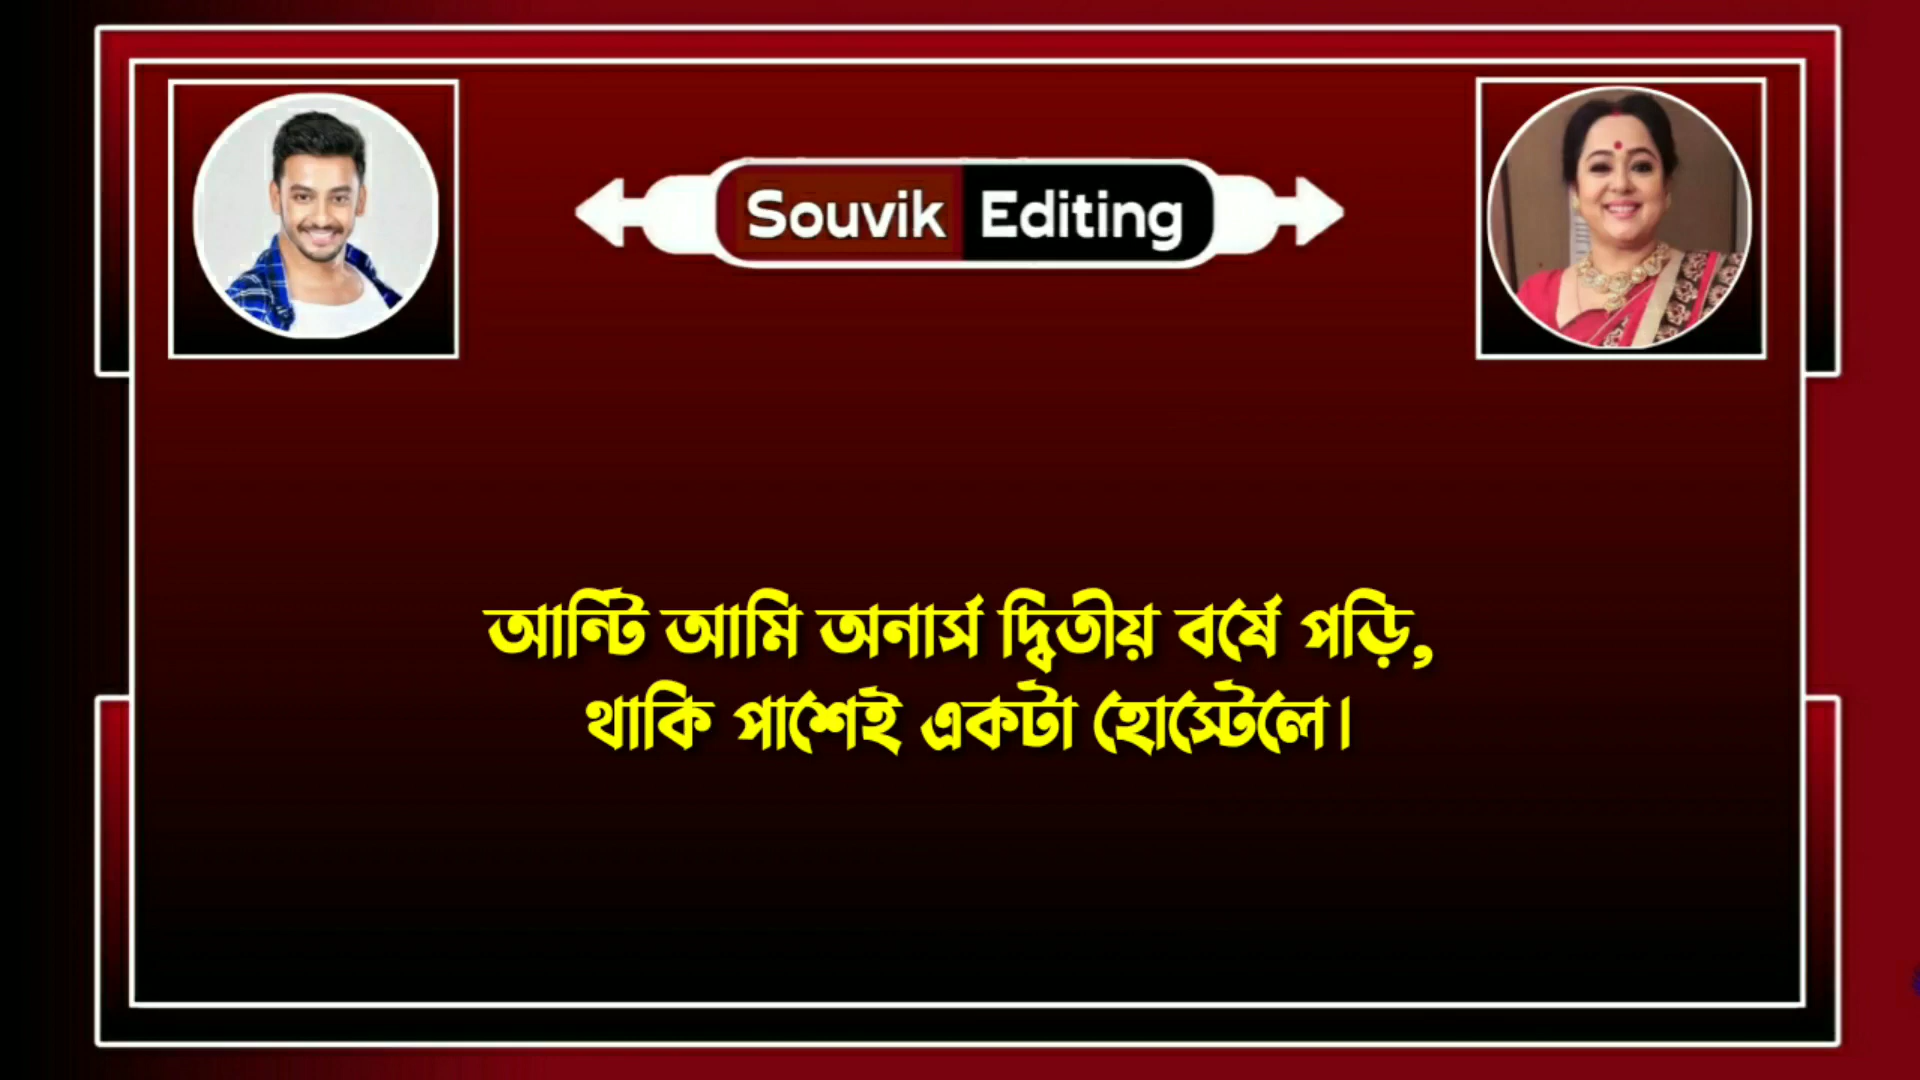 Souvik Editing
আন্টি আমি অনার্স দ্বিতীয় বর্ষে পড়ি,
থাকি পাশেই একটা হোস্টেলে।